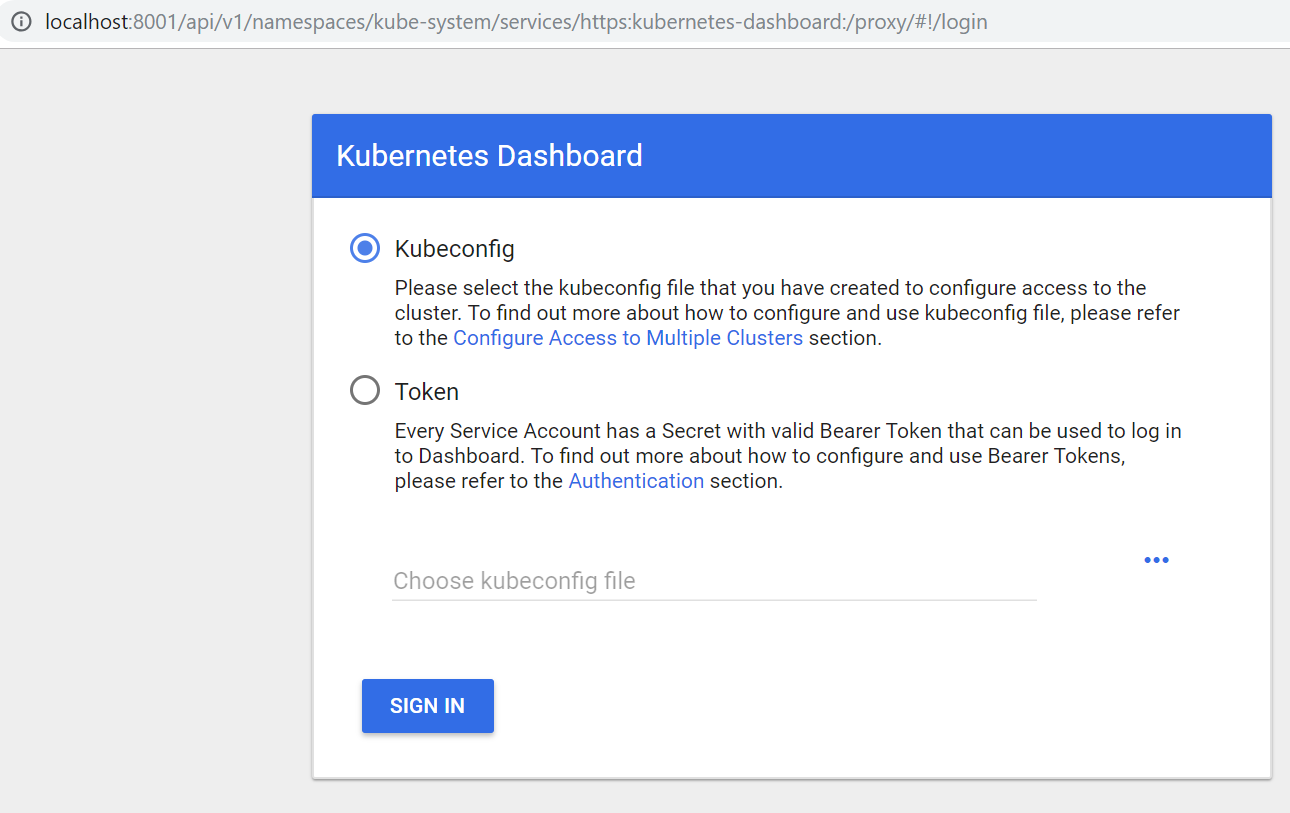 localhost:8001/api/v1/namespaces/kube-system/services/https:kubernetes-dashboard:/proxy/#!/login
Kubernetes Dashboard
Kubeconfig
Please select the kubeconfig file that you have created to configure access to the
cluster. To find out more about how to configure and use kubeconfig file, please refer
to the Configure Access to Multiple Clusters section.
Token
Every Service Account has a Secret with valid Bearer Token that can be used to log in
to Dashboard. To find out more about how to configure and use Bearer Tokens,
please refer to the Authentication section.
Choose kubeconfig file
SIGN IN